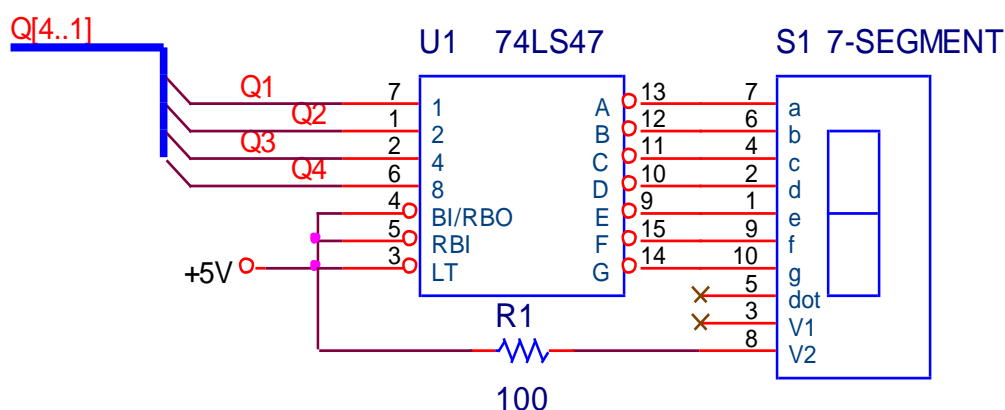 Q[4..1]
U1 74LS47
S1 7-SEGMENT
Q1 7 1 A 13 7 a
Q2 1 2 B 12 6 b
Q3 2 4 C 11 4 c
Q4 6 8 D 10 2 d
4 BI/RBO E 9 1 e
5 RBI F 15 9 f
+5V 3 LT G 14 10 g
5 dot
R1 3 V1
8 V2
100